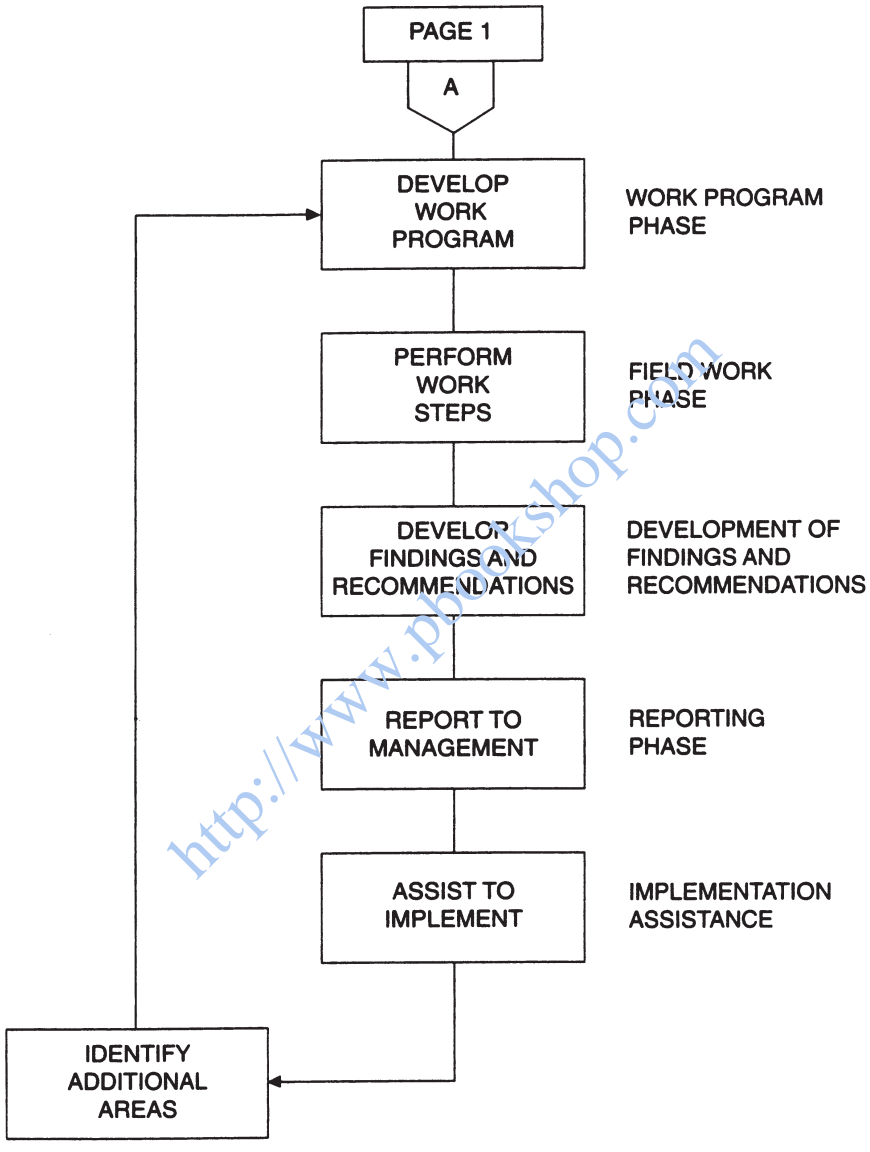 PAGE 1
A
DEVELOP
WORK
PROGRAM
WORK PROGRAM
PHASE
PERFORM
WORK
STEPS
FIELD WORK
PHASE
DEVELOP
FINDINGS AND
RECOMMENDATIONS
DEVELOPMENT OF
FINDINGS AND
RECOMMENDATIONS
REPORT TO
MANAGEMENT
REPORTING
PHASE
ASSIST TO
IMPLEMENT
IMPLEMENTATION
ASSISTANCE
IDENTIFY
ADDITIONAL
AREAS
http://www.pbookshop.com